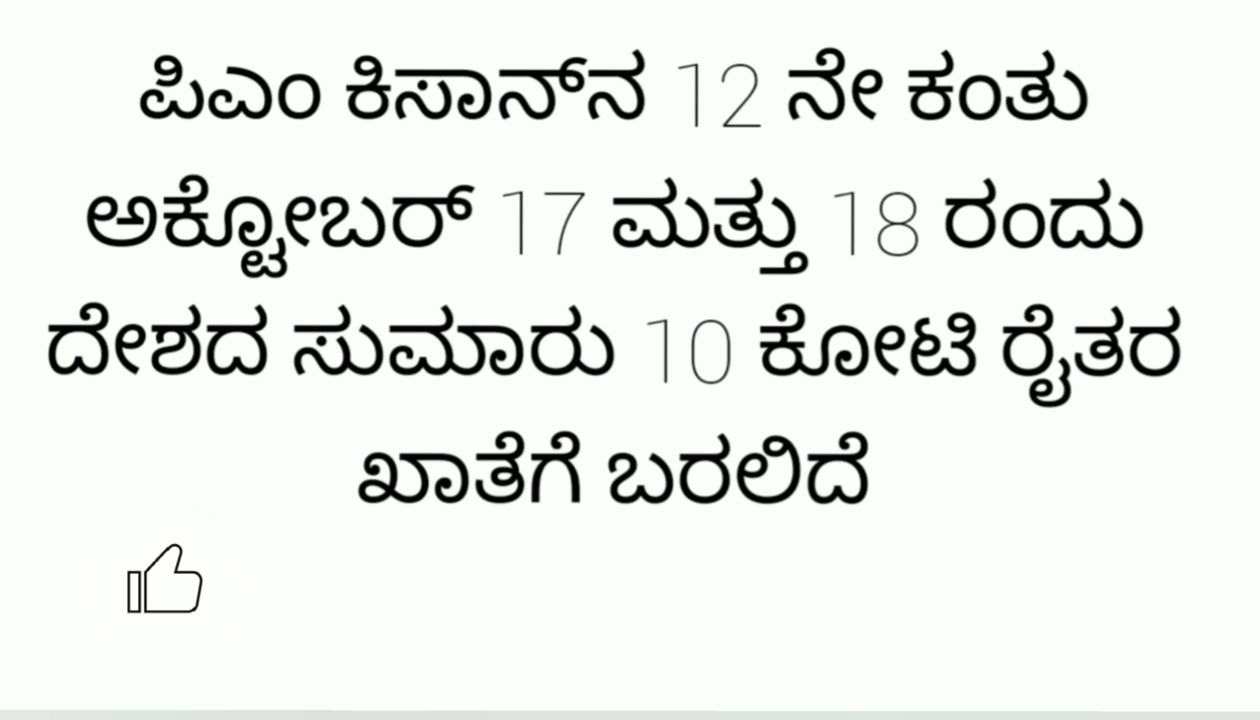 ಪಿಎಂ ಕಿಸಾನ್‌ನ 12 ನೇ ಕಂತು
ಅಕ್ಟೋಬರ್ 17 ಮತ್ತು 18 ರಂದು
ದೇಶದ ಸುಮಾರು 10 ಕೋಟಿ ರೈತರ
ಖಾತೆಗೆ ಬರಲಿದೆ